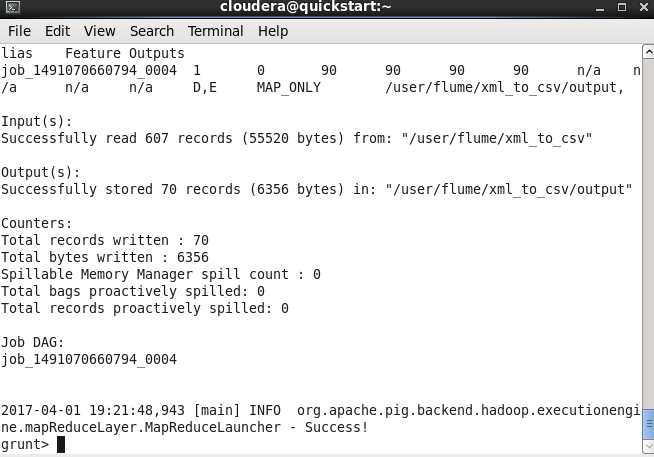 cloudera@quickstart:~
File Edit View Search Terminal Help
lias    Feature Outputs
job_1491070660794_0004  1       0       90      90      90      90      n/a     n
/a      n/a     n/a     D,E     MAP_ONLY        /user/flume/xml_to_csv/output,
Input(s):
Successfully read 607 records (55520 bytes) from: "/user/flume/xml_to_csv"
Output(s):
Successfully stored 70 records (6356 bytes) in: "/user/flume/xml_to_csv/output"
Counters:
Total records written : 70
Total bytes written : 6356
Spillable Memory Manager spill count : 0
Total bags proactively spilled: 0
Total records proactively spilled: 0
Job DAG:
job_1491070660794_0004
2017-04-01 19:21:48,943 [main] INFO  org.apache.pig.backend.hadoop.executionengi
ne.mapReduceLayer.MapReduceLauncher - Success!
grunt>